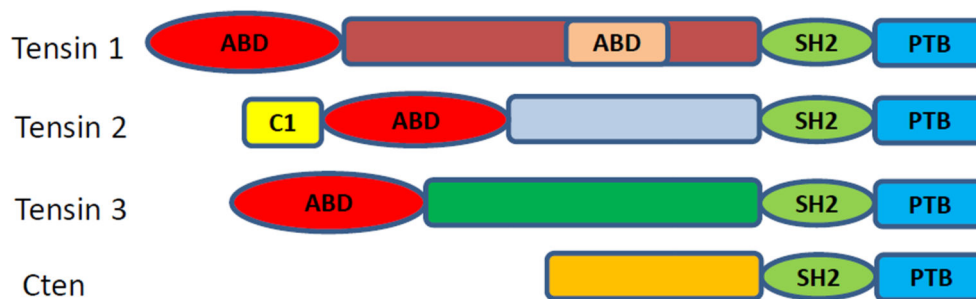 Tensin 1 ABD ABD SH2 PTB
Tensin 2 C1 ABD SH2 PTB
Tensin 3 ABD SH2 PTB
Cten SH2 PTB